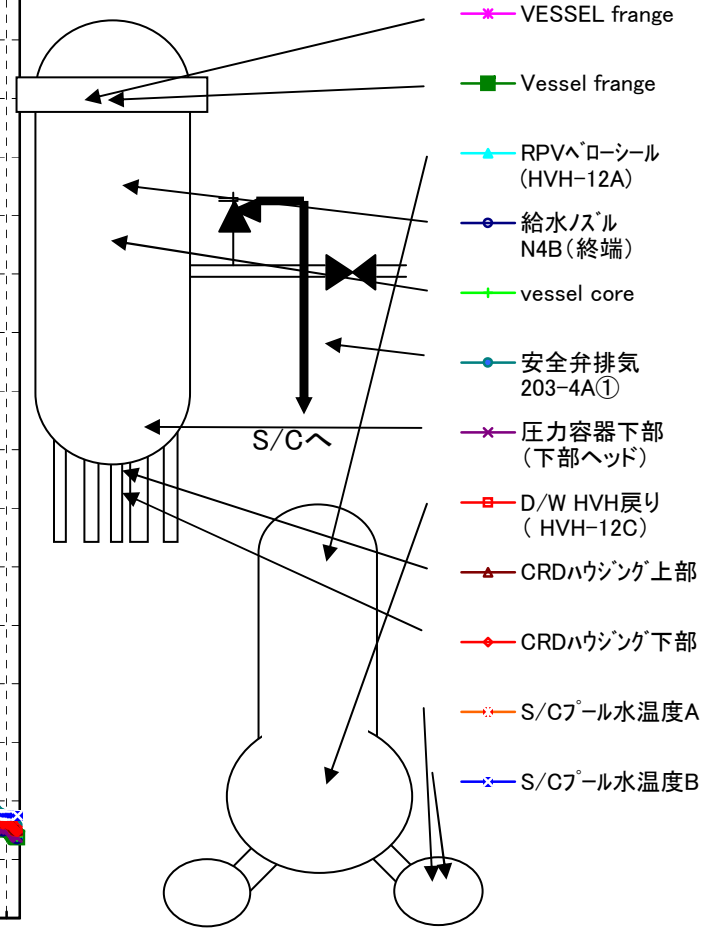 VESSEL frange
Vessel frange
RPVベローシール
(HVH-12A)
給水ノズル
N4B(終端)
vessel core
安全弁排気
203-4A①
圧力容器下部
(下部ヘッド)
D/W HVH戻り
( HVH-12C)
CRDハウジング上部
CRDハウジング下部
S/Cプール水温度A
S/Cプール水温度B
S/Cへ